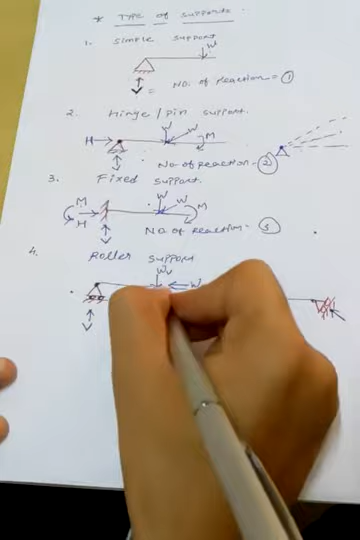 * TYPE of supports.
1. Simple support
W
No. of Reaction = 1
2. Hinge/pin support.
H W W M
No. of Reaction - 2
3. Fixed support.
M H W W M
No of Reaction - 3
4. Roller support
W W